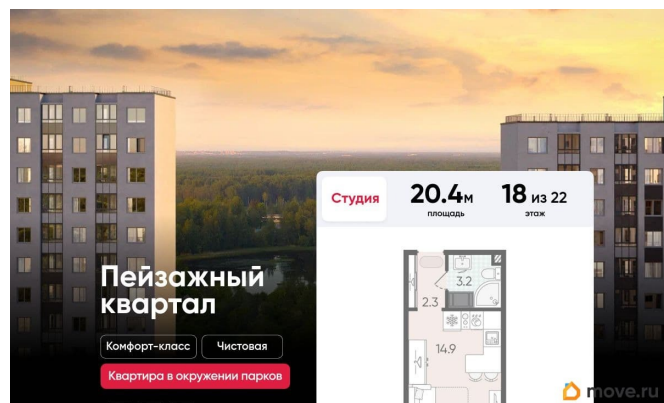 Студия
20.4м
площадь
18 из 22
этаж
Пейзажный
квартал
Комфорт-класс
Чистовая
Квартира в окружении парков
3.2
2.3
14.9
move.ru